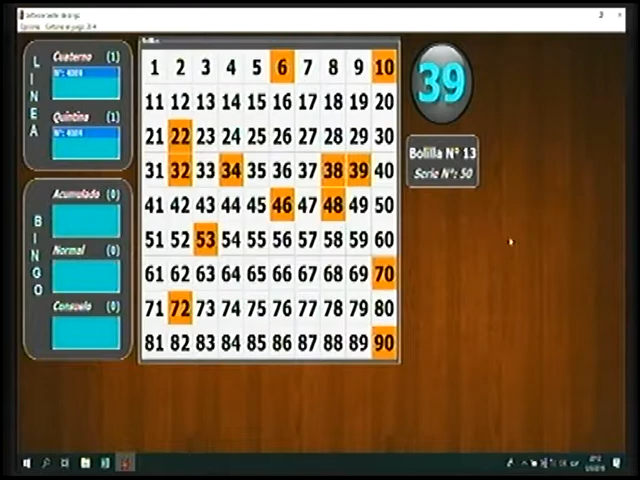 LINEA
Cuaterno (1)
Quintina (1)
BINGO
Acumulado (0)
Normal (0)
Consuelo (0)
1 2 3 4 5 6 7 8 9 10
11 12 13 14 15 16 17 18 19 20
21 22 23 24 25 26 27 28 29 30
31 32 33 34 35 36 37 38 39 40
41 42 43 44 45 46 47 48 49 50
51 52 53 54 55 56 57 58 59 60
61 62 63 64 65 66 67 68 69 70
71 72 73 74 75 76 77 78 79 80
81 82 83 84 85 86 87 88 89 90
39
Bolilla N° 13
Serie N°: 50